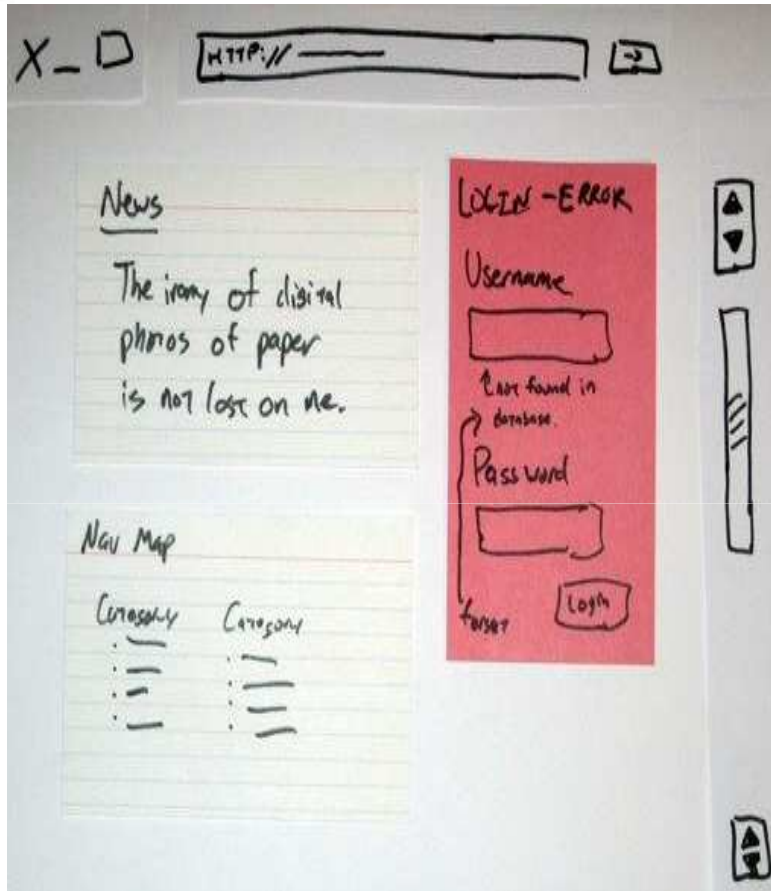 X_D
HTTP://
News
The irony of digital
photos of paper
is not lost on me.
LOGIN-ERROR
Username
not found in
database.
Password
forgot
Login
Nav Map
Category Category